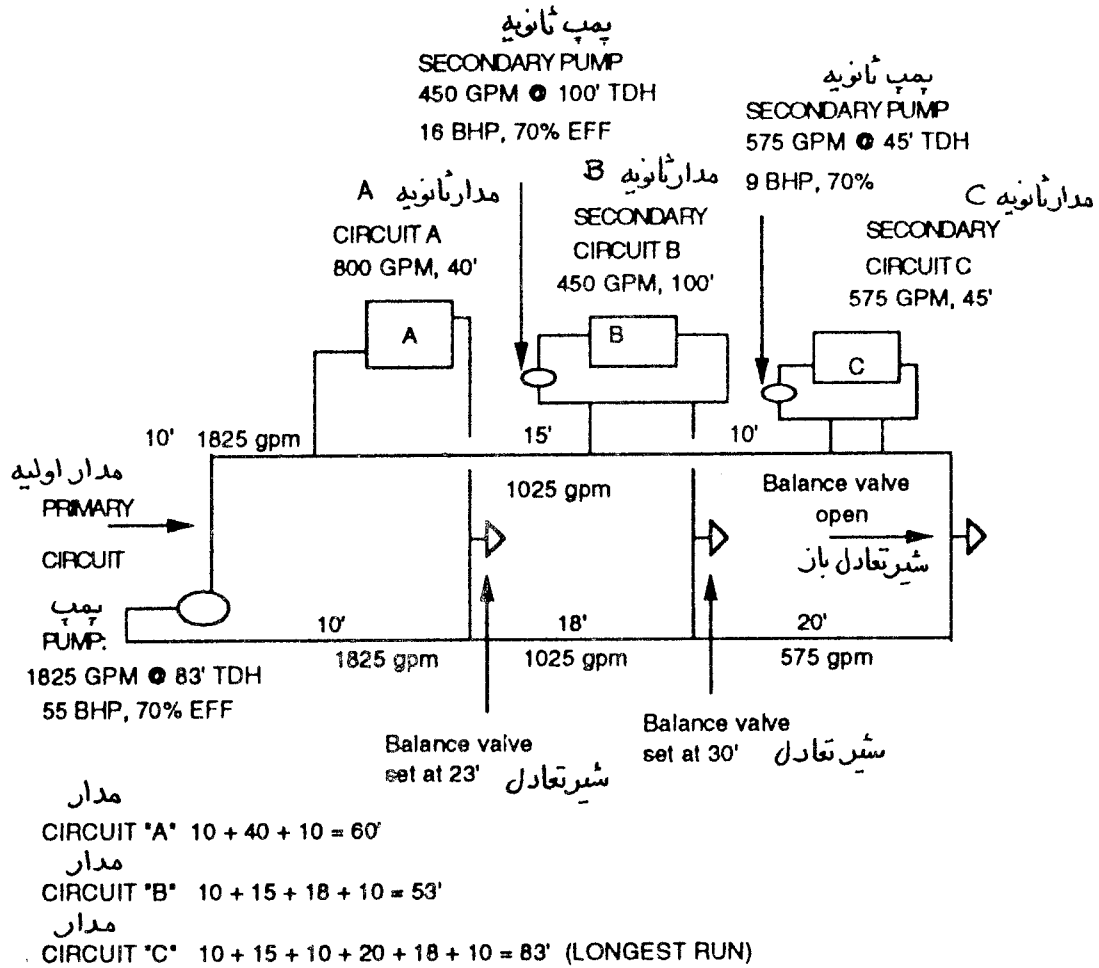 پمپ ثانویه
SECONDARY PUMP
450 GPM @ 100' TDH
16 BHP, 70% EFF
پمپ ثانویه
SECONDARY PUMP
575 GPM @ 45' TDH
9 BHP, 70%
A مدار ثانویه
CIRCUIT A
800 GPM, 40'
B مدار ثانویه
SECONDARY
CIRCUIT B
450 GPM, 100'
C مدار ثانویه
SECONDARY
CIRCUIT C
575 GPM, 45'
A
B
C
10' 1825 gpm
15'
10'
مدار اولیه
PRIMARY
CIRCUIT
1025 gpm
Balance valve
open
شیر تعادل باز
پمپ
PUMP:
1825 GPM @ 83' TDH
55 BHP, 70% EFF
10'
1825 gpm
18'
1025 gpm
20'
575 gpm
Balance valve
set at 23' شیر تعادل
Balance valve
set at 30' شیر تعادل
مدار
CIRCUIT "A" 10 + 40 + 10 = 60'
مدار
CIRCUIT "B" 10 + 15 + 18 + 10 = 53'
مدار
CIRCUIT "C" 10 + 15 + 10 + 20 + 18 + 10 = 83' (LONGEST RUN)